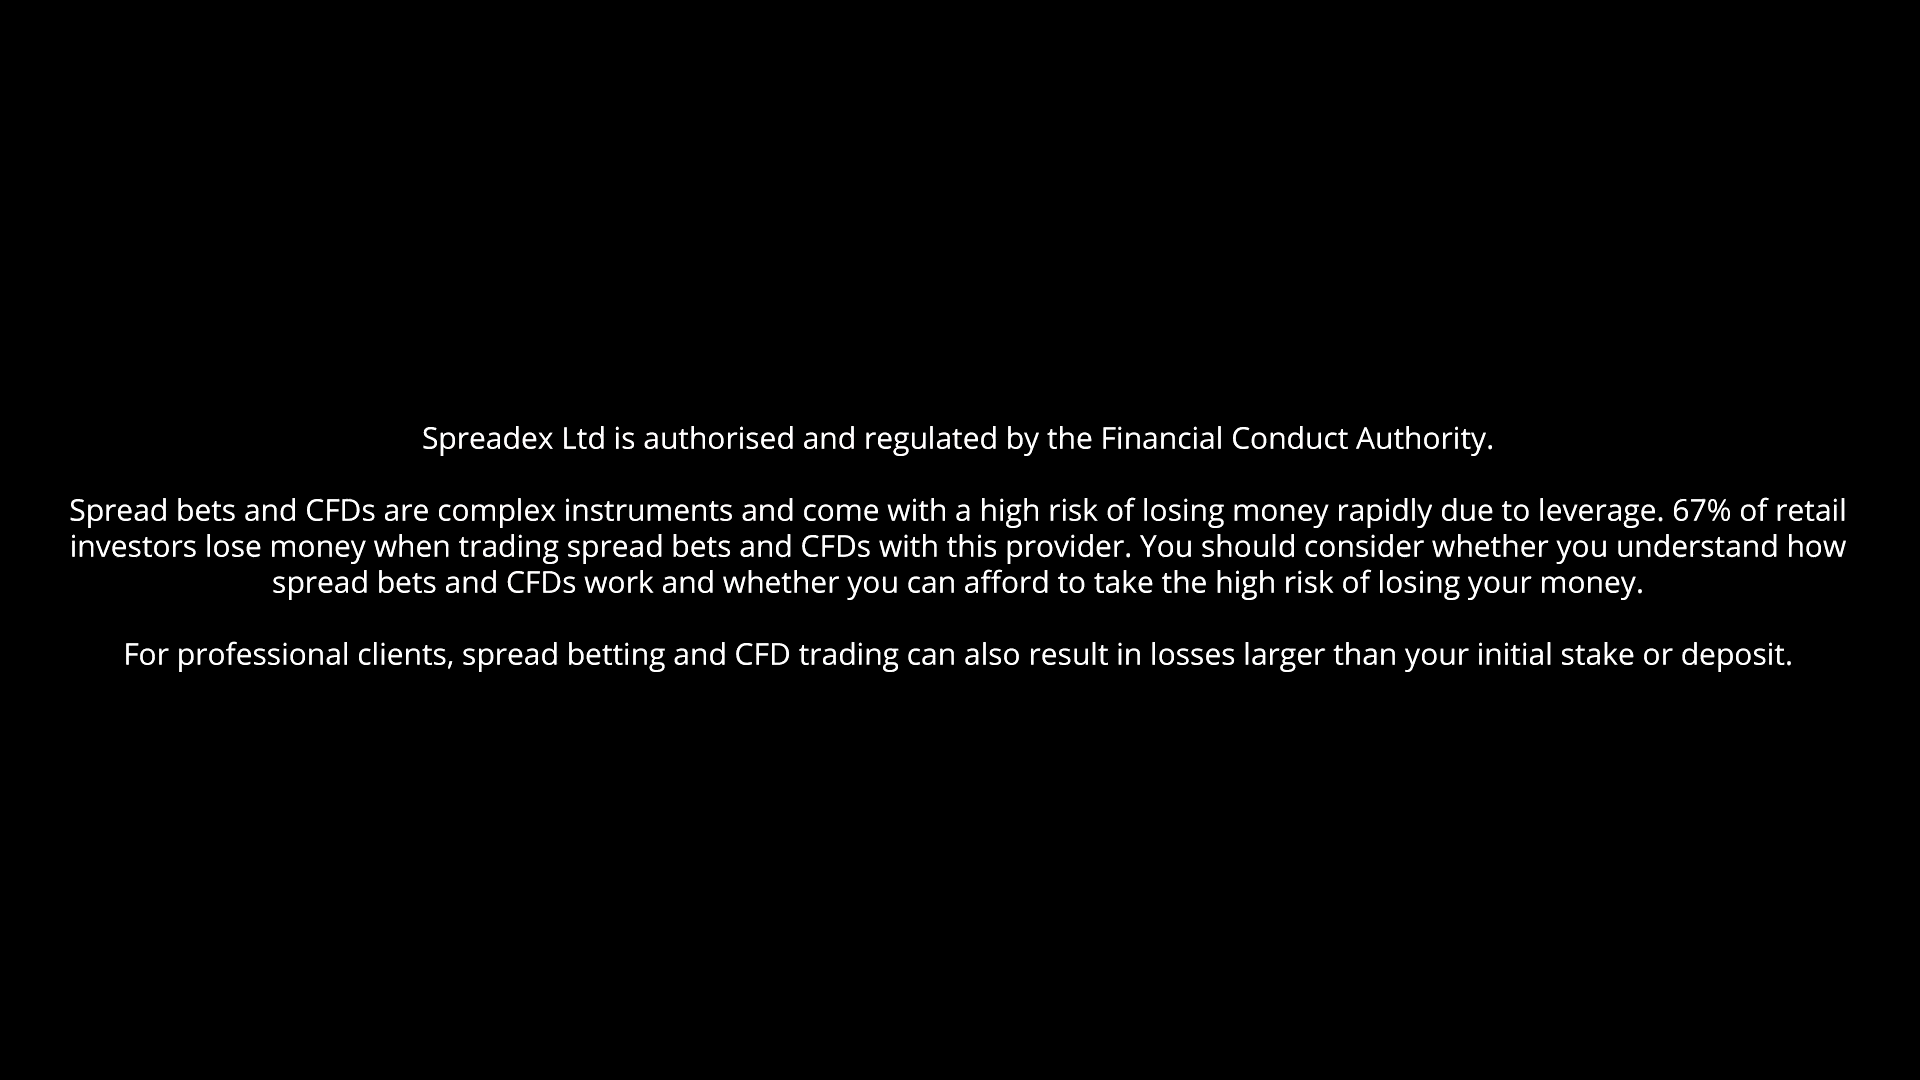 Spreadex Ltd is authorised and regulated by the Financial Conduct Authority.
Spread bets and CFDs are complex instruments and come with a high risk of losing money rapidly due to leverage. 67% of retail
investors lose money when trading spread bets and CFDs with this provider. You should consider whether you understand how
spread bets and CFDs work and whether you can afford to take the high risk of losing your money.
For professional clients, spread betting and CFD trading can also result in losses larger than your initial stake or deposit.